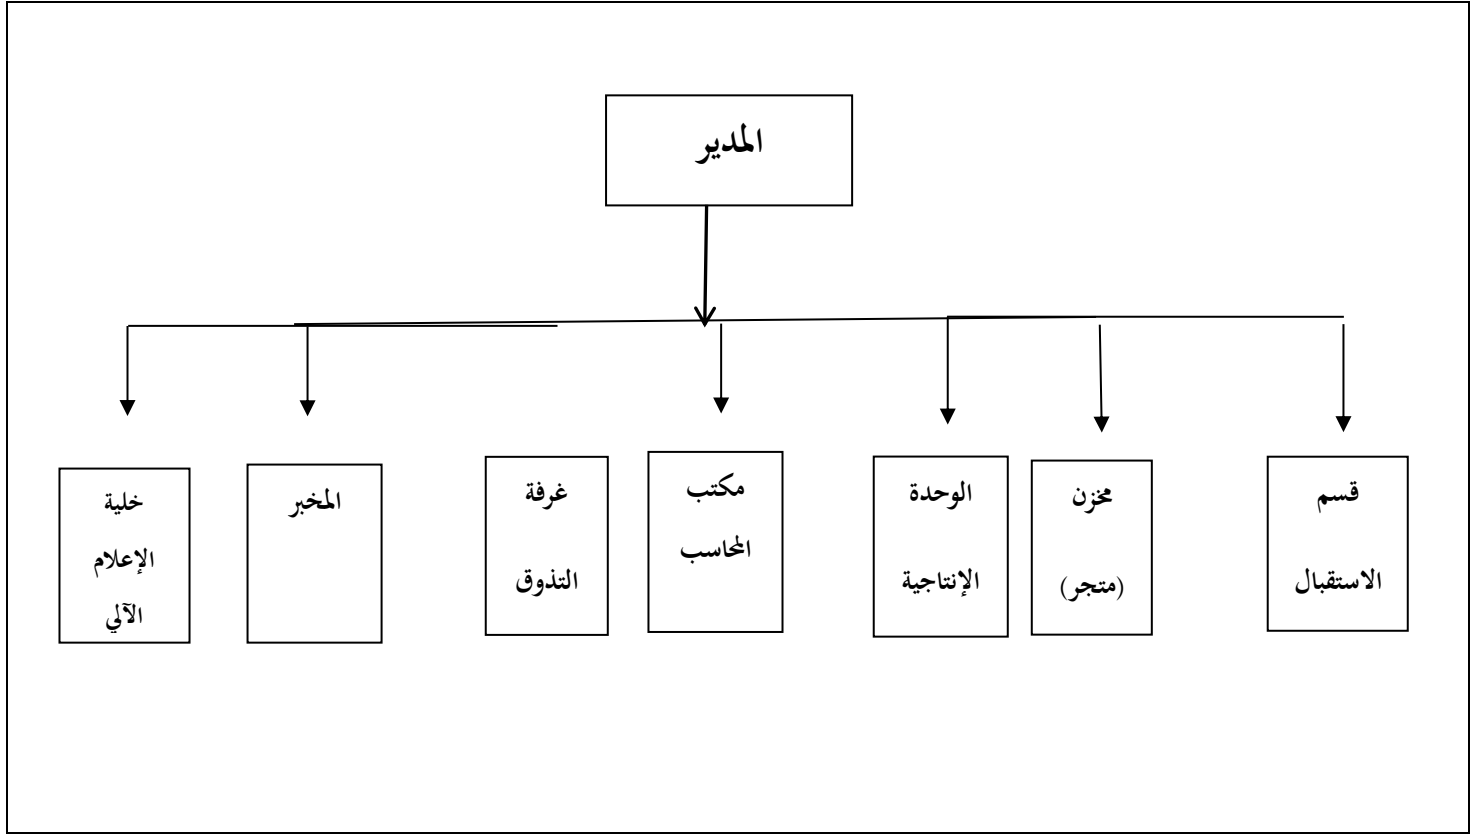 المدير
قسم
الاستقبال
مخزن
(متجر)
الوحدة
الإنتاجية
مكتب
المحاسب
غرفة
التذوق
المخبر
خلية
الإعلام
الآلي